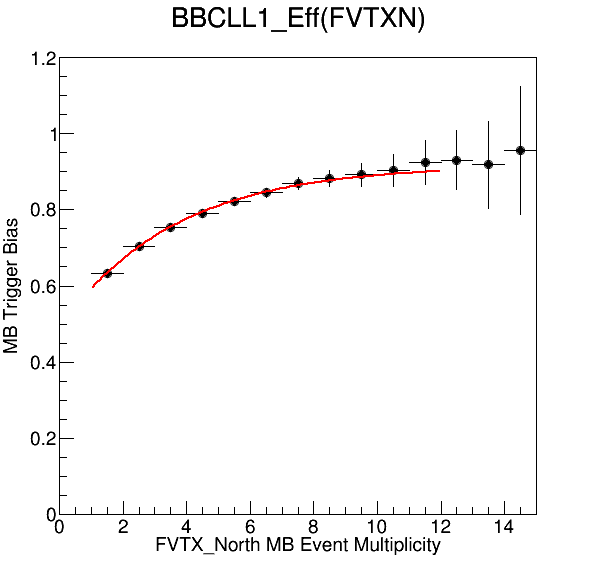 BBCLL1_Eff(FVTXN)
MB Trigger Bias
1.2
1
0.8
0.6
0.4
0.2
0
0 2 4 6 8 10 12 14
FVTX_North MB Event Multiplicity